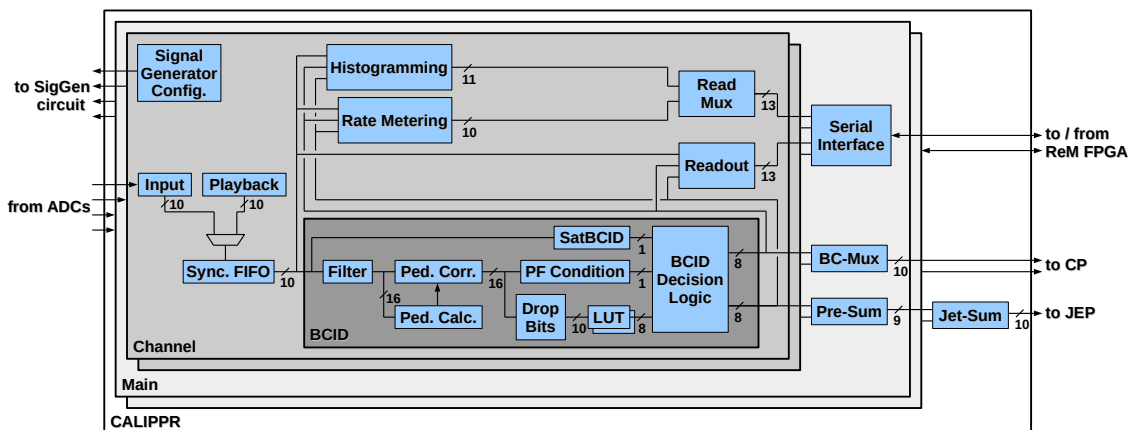 Signal
Generator
Config.
to SigGen
circuit
Histogramming
11
Rate Metering
10
Read
Mux
13
Serial
Interface
to / from
ReM FPGA
Readout
13
Input
10
Playback
10
from ADCs
Sync. FIFO
10
SatBCID
1
Filter
16
Ped. Corr.
16
PF Condition
1
Ped. Calc.
Drop
Bits
10
LUT
8
BCID
Decision
Logic
8
8
BC-Mux
10
to CP
Pre-Sum
9
Jet-Sum
10
to JEP
BCID
Channel
Main
CALIPPR